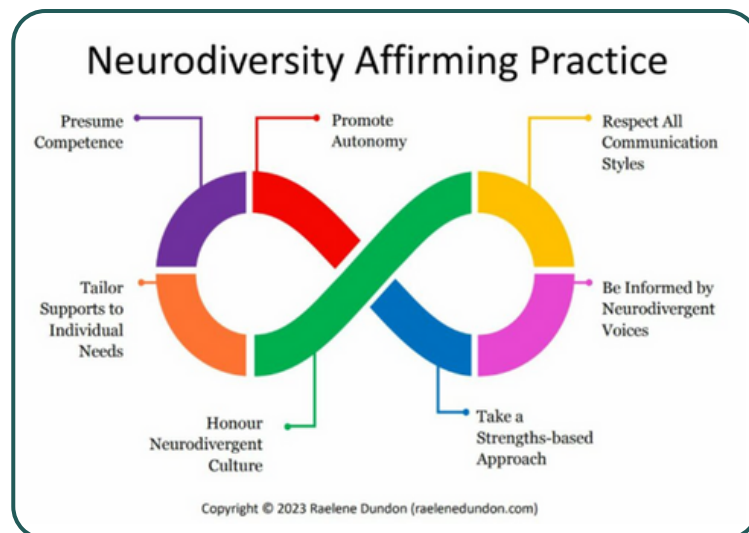 Neurodiversity Affirming Practice
Presume
Competence
Promote
Autonomy
Respect All
Communication
Styles
Tailor
Supports to
Individual
Needs
Be Informed by
Neurodivergent
Voices
Honour
Neurodivergent
Culture
Take a
Strengths-based
Approach
Copyright © 2023 Raelene Dundon (raelenedundon.com)